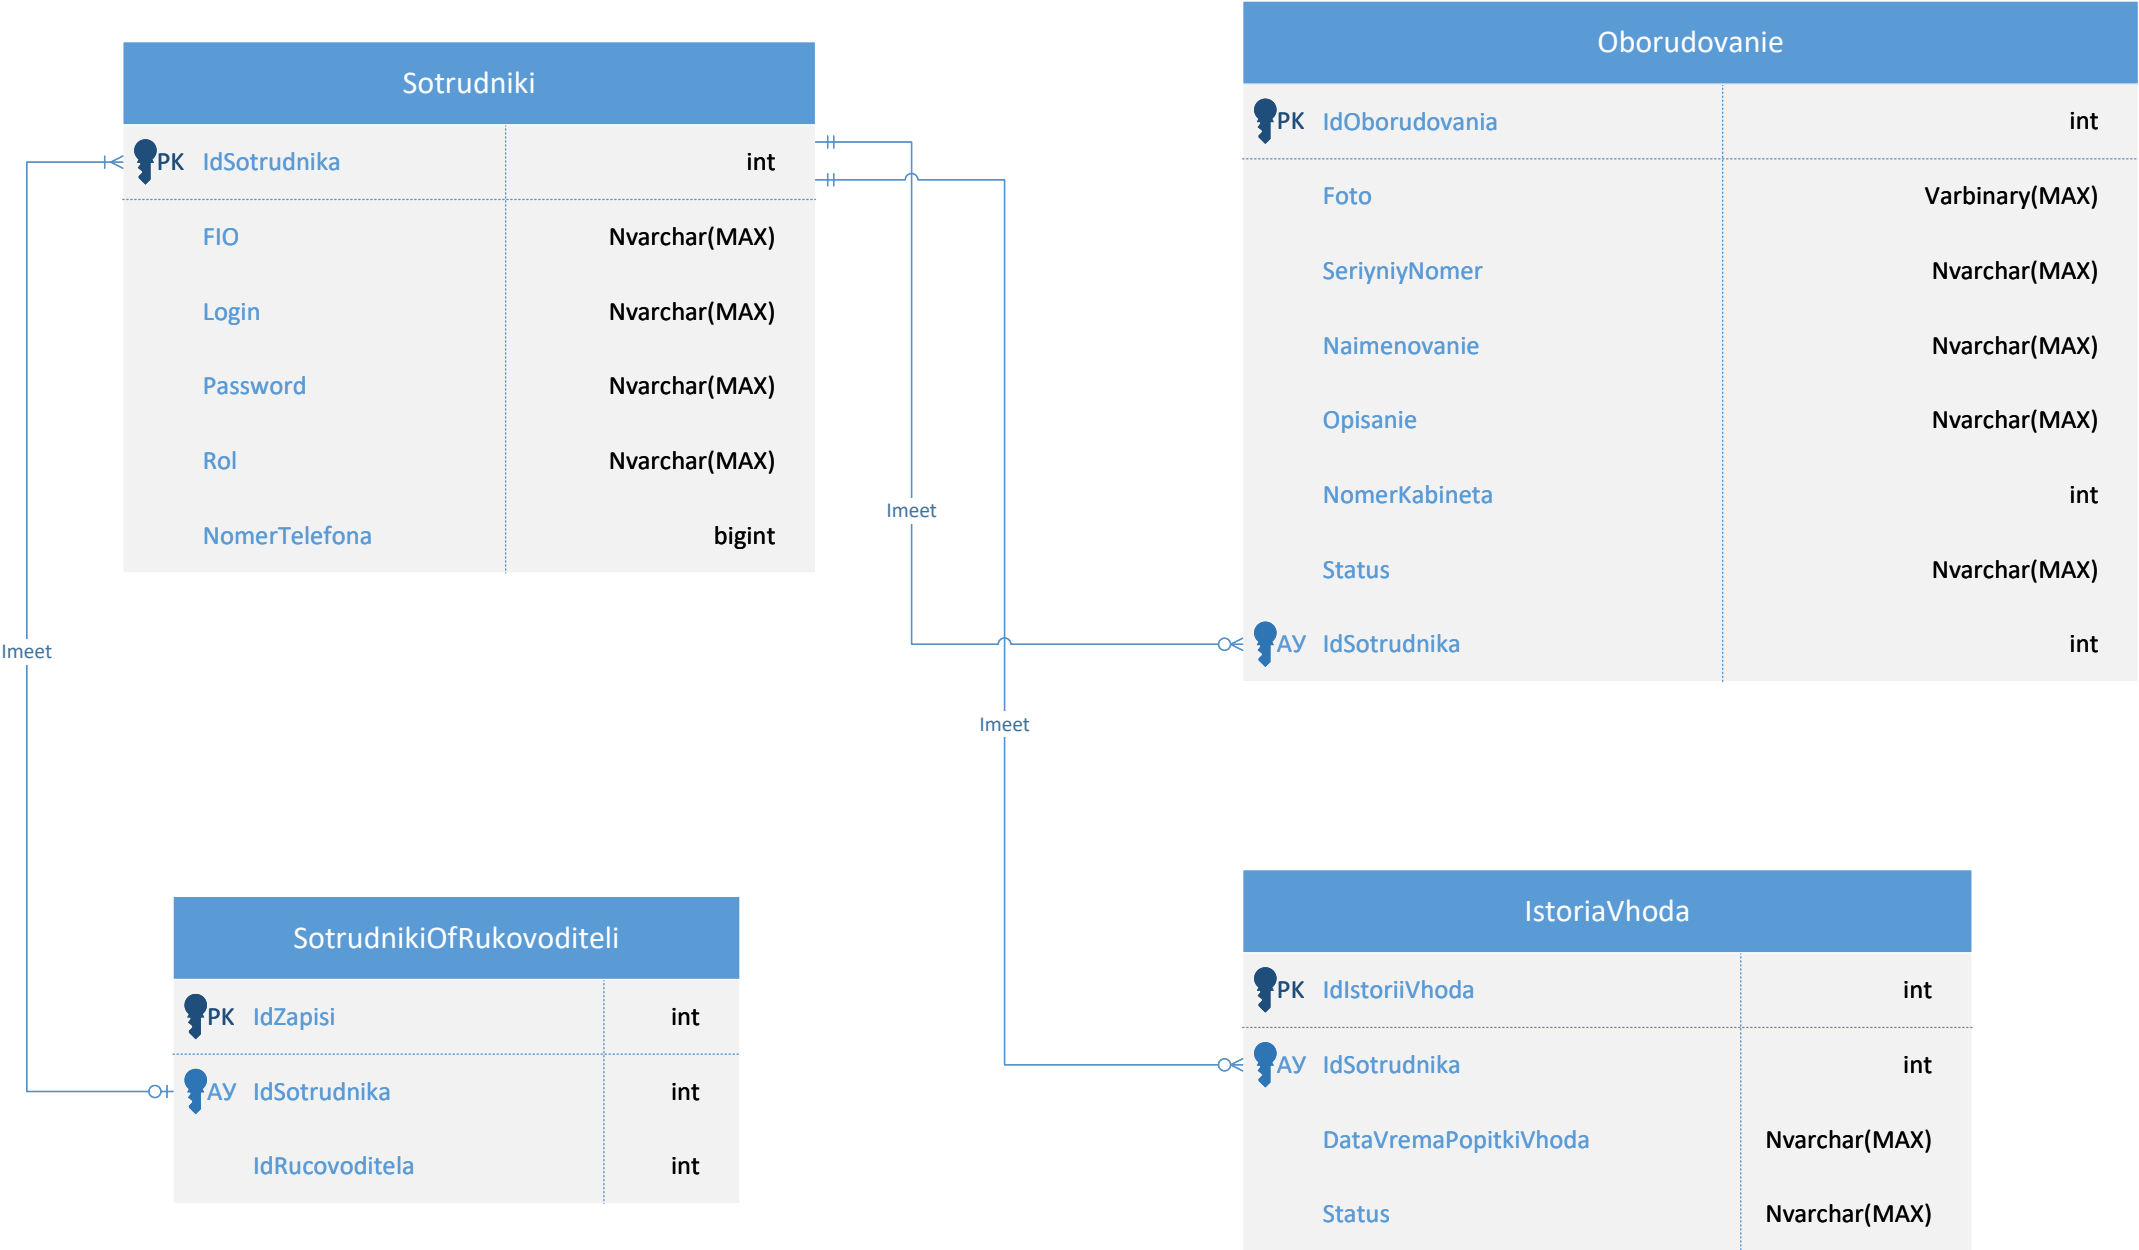 Sotrudniki
PK IdSotrudnika int
FIO Nvarchar(MAX)
Login Nvarchar(MAX)
Password Nvarchar(MAX)
Rol Nvarchar(MAX)
NomerTelefona bigint
Oborudovanie
PK IdOborudovania int
Foto Varbinary(MAX)
SeriyniyNomer Nvarchar(MAX)
Naimenovanie Nvarchar(MAX)
Opisanie Nvarchar(MAX)
NomerKabineta int
Status Nvarchar(MAX)
АУ IdSotrudnika int
Imeet
Imeet
Imeet
SotrudnikiOfRukovoditeli
PK IdZapisi int
АУ IdSotrudnika int
IdRucovoditela int
IstoriaVhoda
PK IdIstoriiVhoda int
АУ IdSotrudnika int
DataVremaPopitkiVhoda Nvarchar(MAX)
Status Nvarchar(MAX)